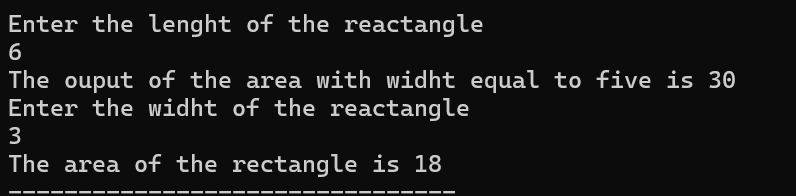 Enter the lenght of the reactangle
6
The ouput of the area with widht equal to five is 30
Enter the widht of the reactangle
3
The area of the rectangle is 18
--------------------------------